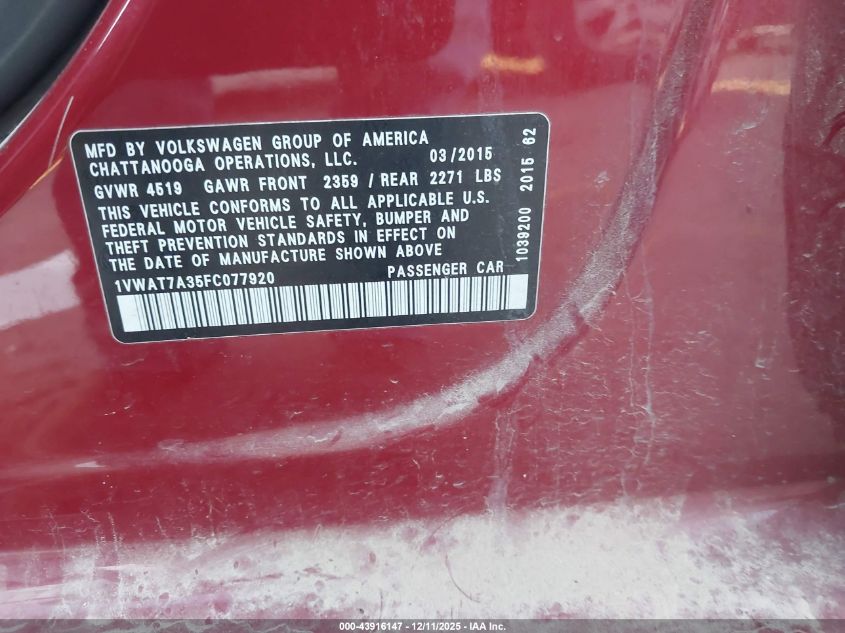 MFD BY VOLKSWAGEN GROUP OF AMERICA
CHATTANOOGA OPERATIONS, LLC. 03/2015
GVWR 4519 GAWR FRONT 2359 / REAR 2271 LBS
THIS VEHICLE CONFORMS TO ALL APPLICABLE U.S.
FEDERAL MOTOR VEHICLE SAFETY, BUMPER AND
THEFT PREVENTION STANDARDS IN EFFECT ON
THE DATE OF MANUFACTURE SHOWN ABOVE
1VWAT7A35FC077920 PASSENGER CAR
1039200 2015 62
000-43916147 - 12/11/2025 - IAA Inc.